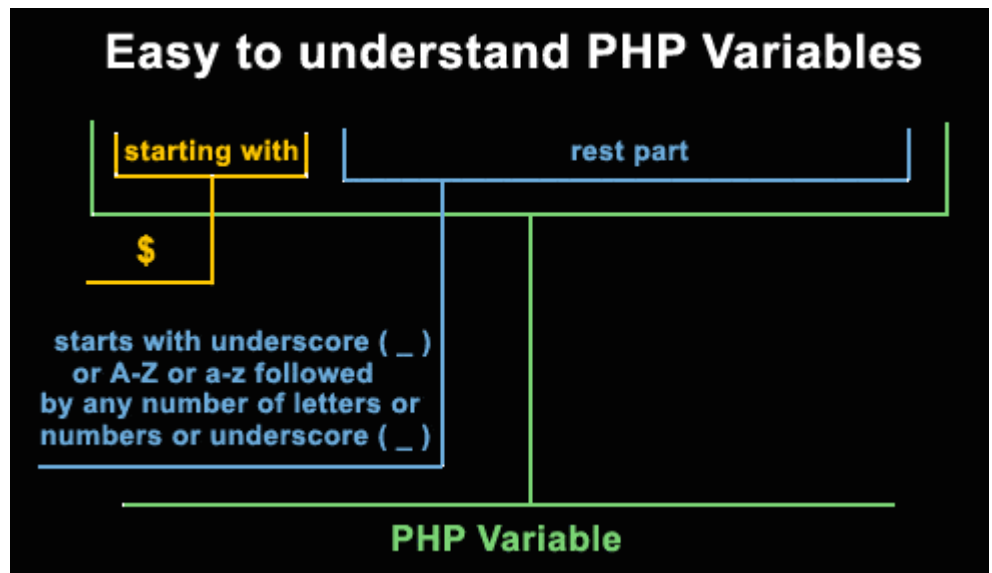 Easy to understand PHP Variables
starting with
rest part
$
starts with underscore ( _ )
or A-Z or a-z followed
by any number of letters or
numbers or underscore ( _ )
PHP Variable